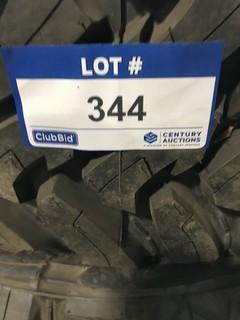 LOT #
344
ClubBid
CENTURY
AUCTIONS